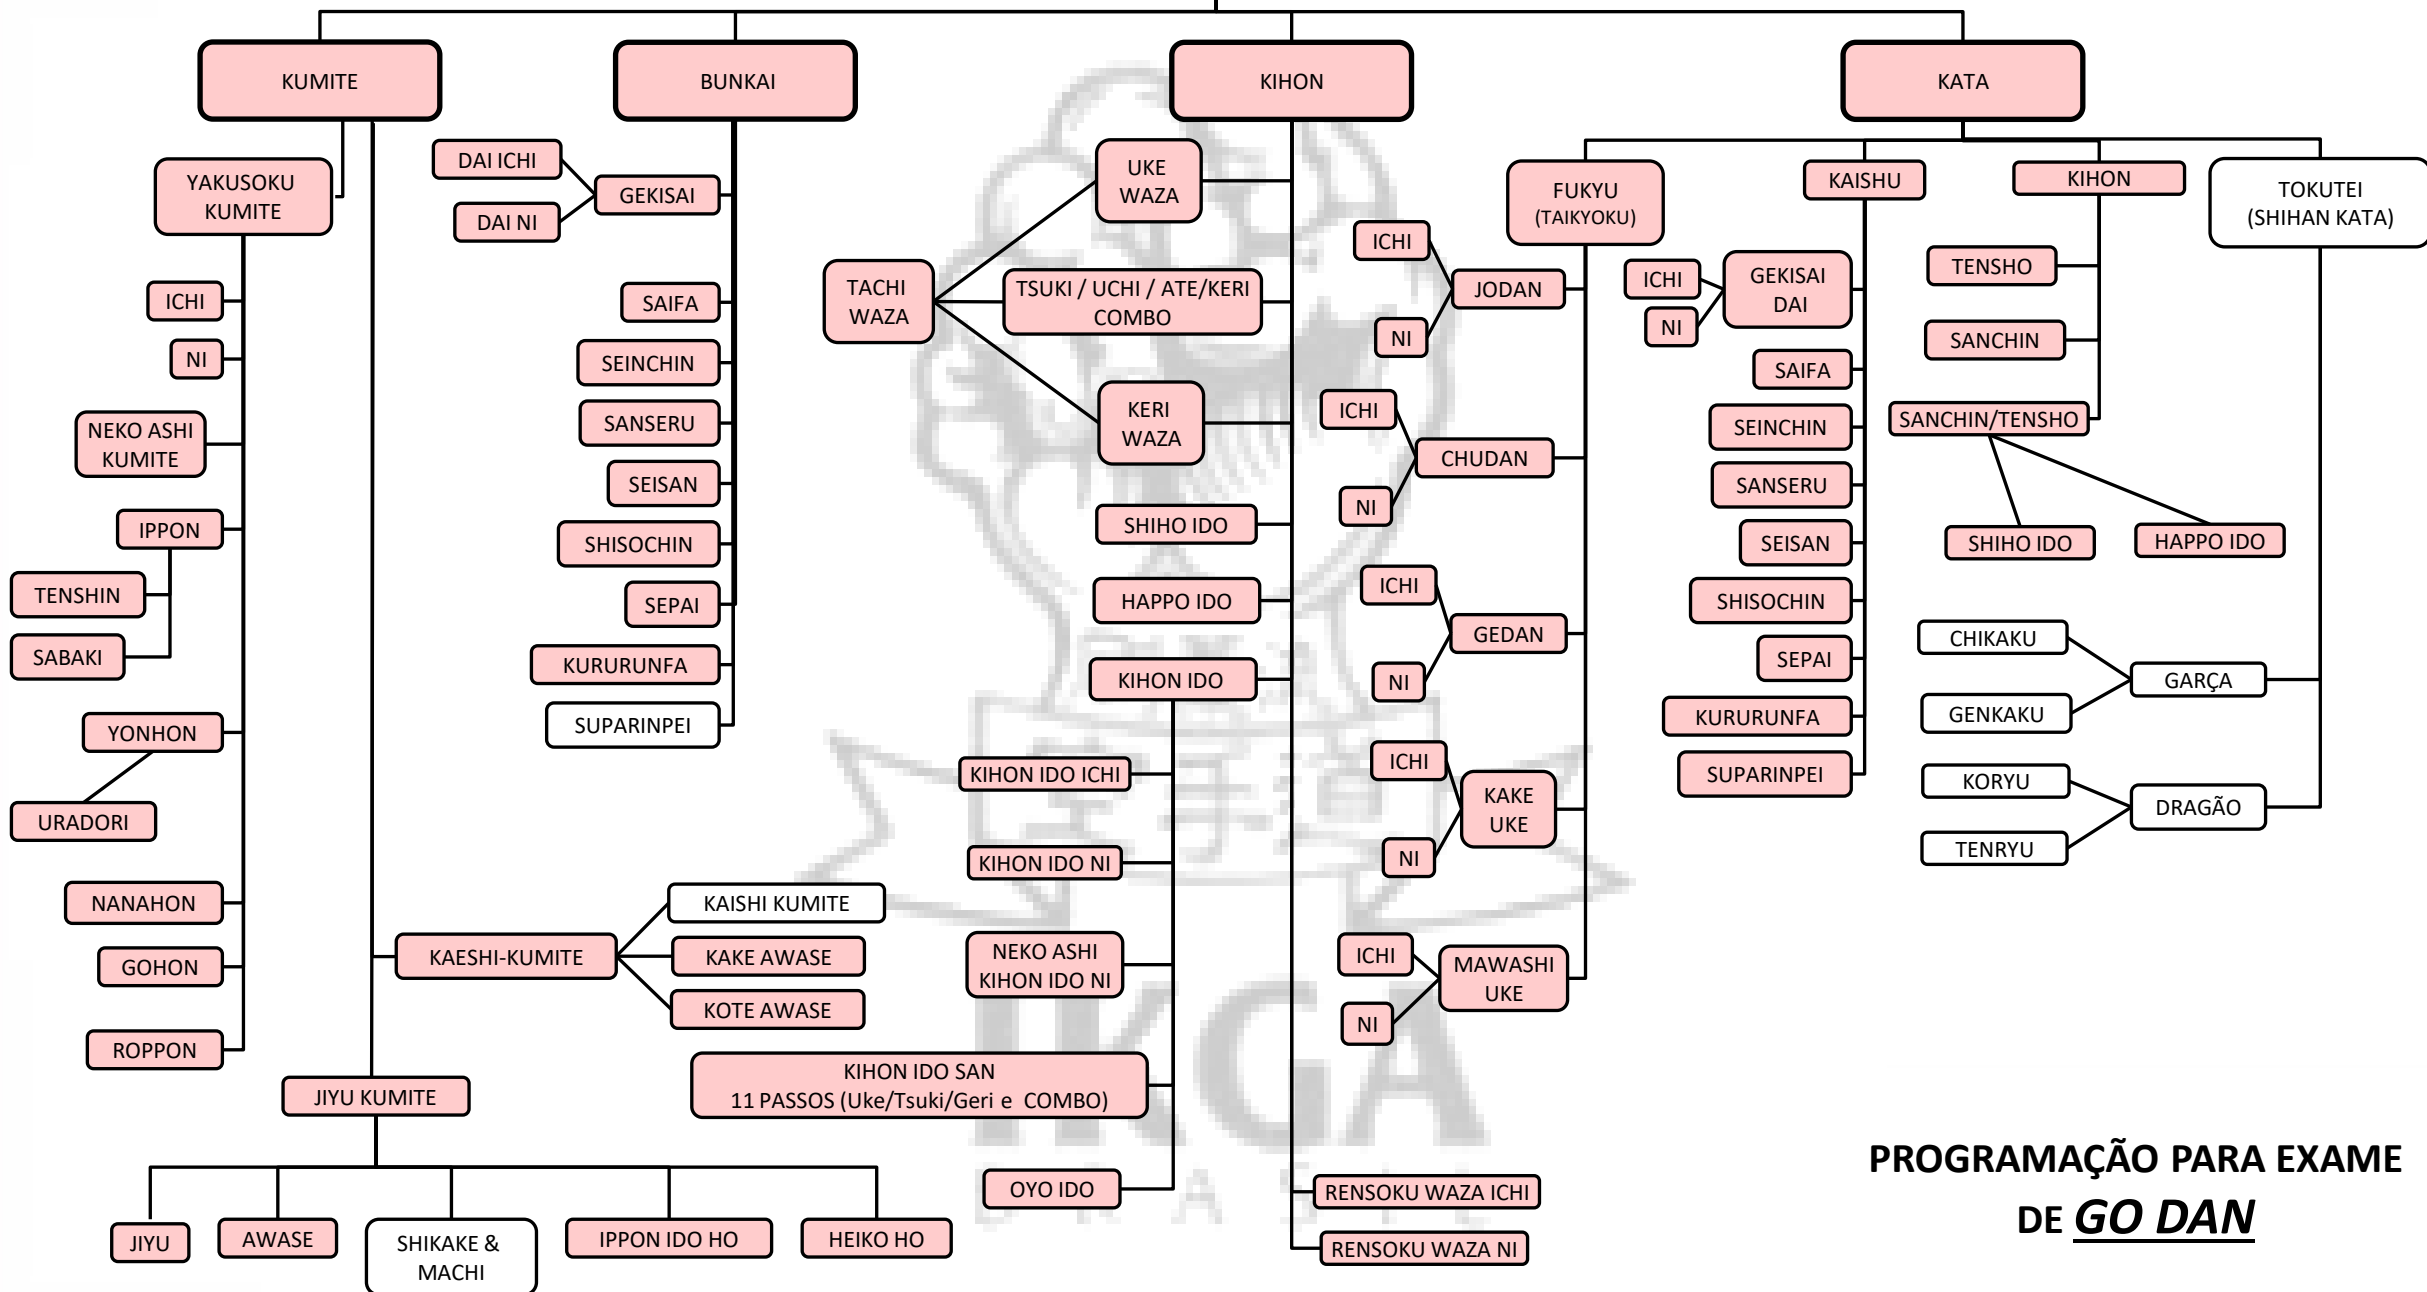 KUMITE
BUNKAI
KIHON
KATA
YAKUSOKU
KUMITE
ICHI
NI
NEKO ASHI
KUMITE
IPPON
TENSHIN
SABAKI
YONHON
URADORI
NANAHON
GOHON
ROPPON
KAESHI-KUMITE
KAISHI KUMITE
KAKE AWASE
KOTE AWASE
JIYU KUMITE
JIYU
AWASE
SHIKAKE &
MACHI
IPPON IDO HO
HEIKO HO
DAI ICHI
DAI NI
GEKISAI
SAIFA
SEINCHIN
SANSERU
SEISAN
SHISOCHIN
SEPAI
KURURUNFA
SUPARINPEI
TACHI
WAZA
UKE
WAZA
TSUKI / UCHI / ATE/KERI
COMBO
KERI
WAZA
SHIHO IDO
HAPPO IDO
KIHON IDO
KIHON IDO ICHI
KIHON IDO NI
NEKO ASHI
KIHON IDO NI
KIHON IDO SAN
11 PASSOS (Uke/Tsuki/Geri e COMBO)
OYO IDO
RENSOKU WAZA ICHI
RENSOKU WAZA NI
FUKYU
(TAIKYOKU)
ICHI
JODAN
NI
ICHI
CHUDAN
NI
ICHI
GEDAN
NI
ICHI
KAKE
UKE
NI
ICHI
MAWASHI
UKE
NI
KAISHU
ICHI
NI
GEKISAI
DAI
SAIFA
SEINCHIN
SANSERU
SEISAN
SHISOCHIN
SEPAI
KURURUNFA
SUPARINPEI
KIHON
TENSHO
SANCHIN
SANCHIN/TENSHO
SHIHO IDO
HAPPO IDO
TOKUTEI
(SHIHAN KATA)
CHIKAKU
GENKAKU
GARÇA
KORYU
TENRYU
DRAGÃO
IKGA
BRASIL
PROGRAMAÇÃO PARA EXAME
DE GO DAN